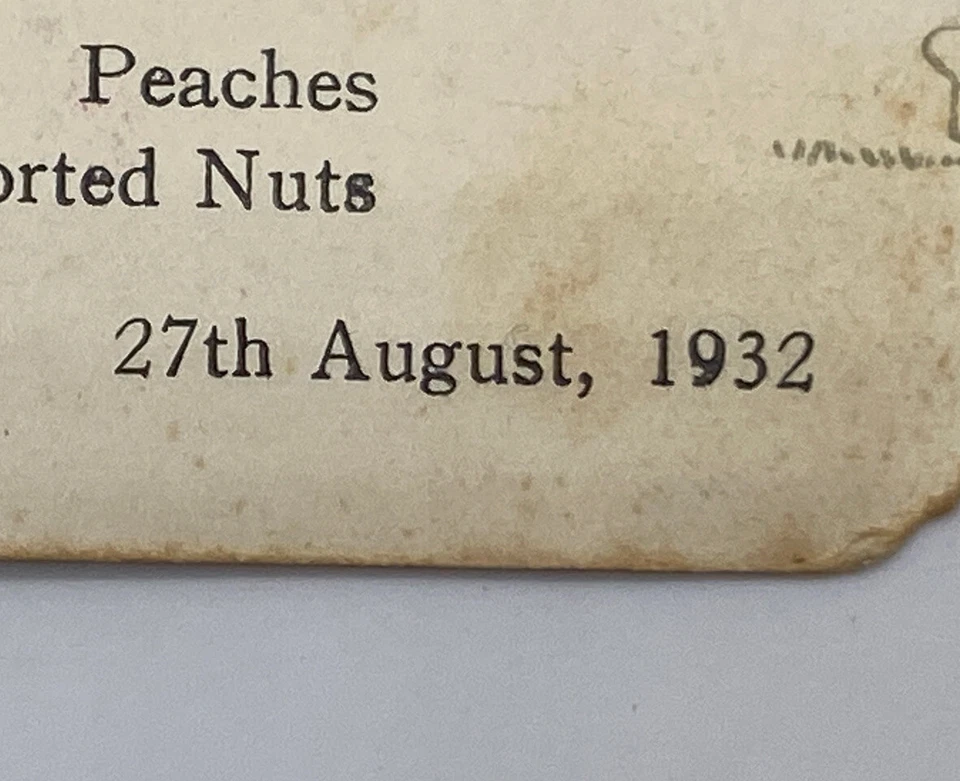 Peaches
orted Nuts
27th August, 1932